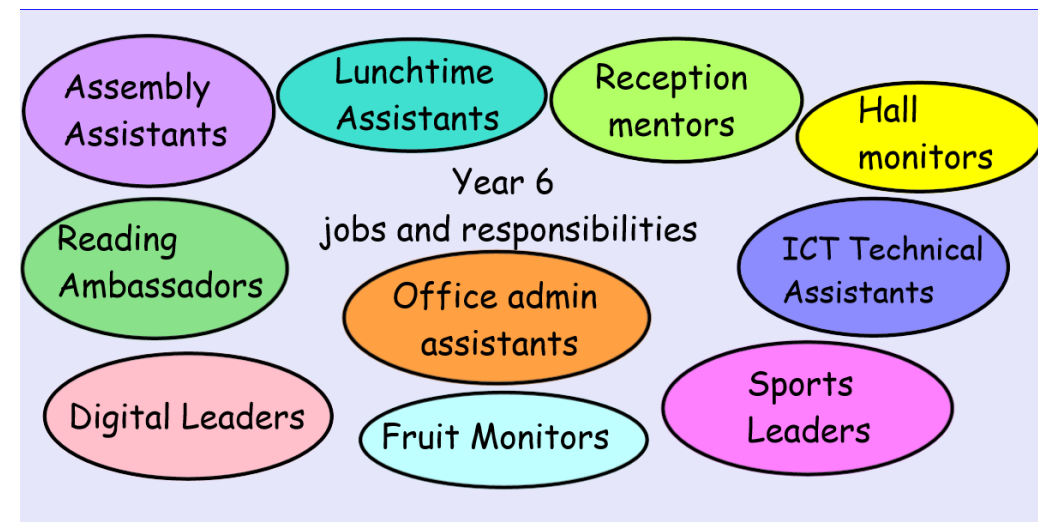 Assembly
Assistants
Lunchtime
Assistants
Reception
mentors
Hall
monitors
Year 6
jobs and responsibilities
Reading
Ambassadors
Office admin
assistants
ICT Technical
Assistants
Digital Leaders
Fruit Monitors
Sports
Leaders